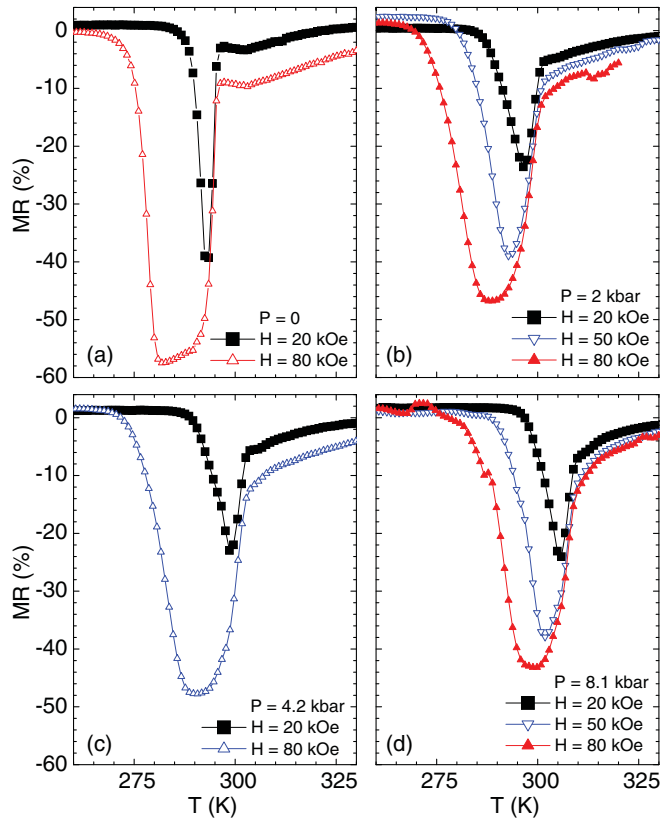 0
-10
-20
-30
-40
-50
-60
MR (%)
(a)
P = 0
H = 20 kOe
H = 80 kOe
(b)
P = 2 kbar
H = 20 kOe
H = 50 kOe
H = 80 kOe
0
-10
-20
-30
-40
-50
-60
MR (%)
(c)
P = 4.2 kbar
H = 20 kOe
H = 80 kOe
275 300 325
T (K)
(d)
P = 8.1 kbar
H = 20 kOe
H = 50 kOe
H = 80 kOe
275 300 325
T (K)